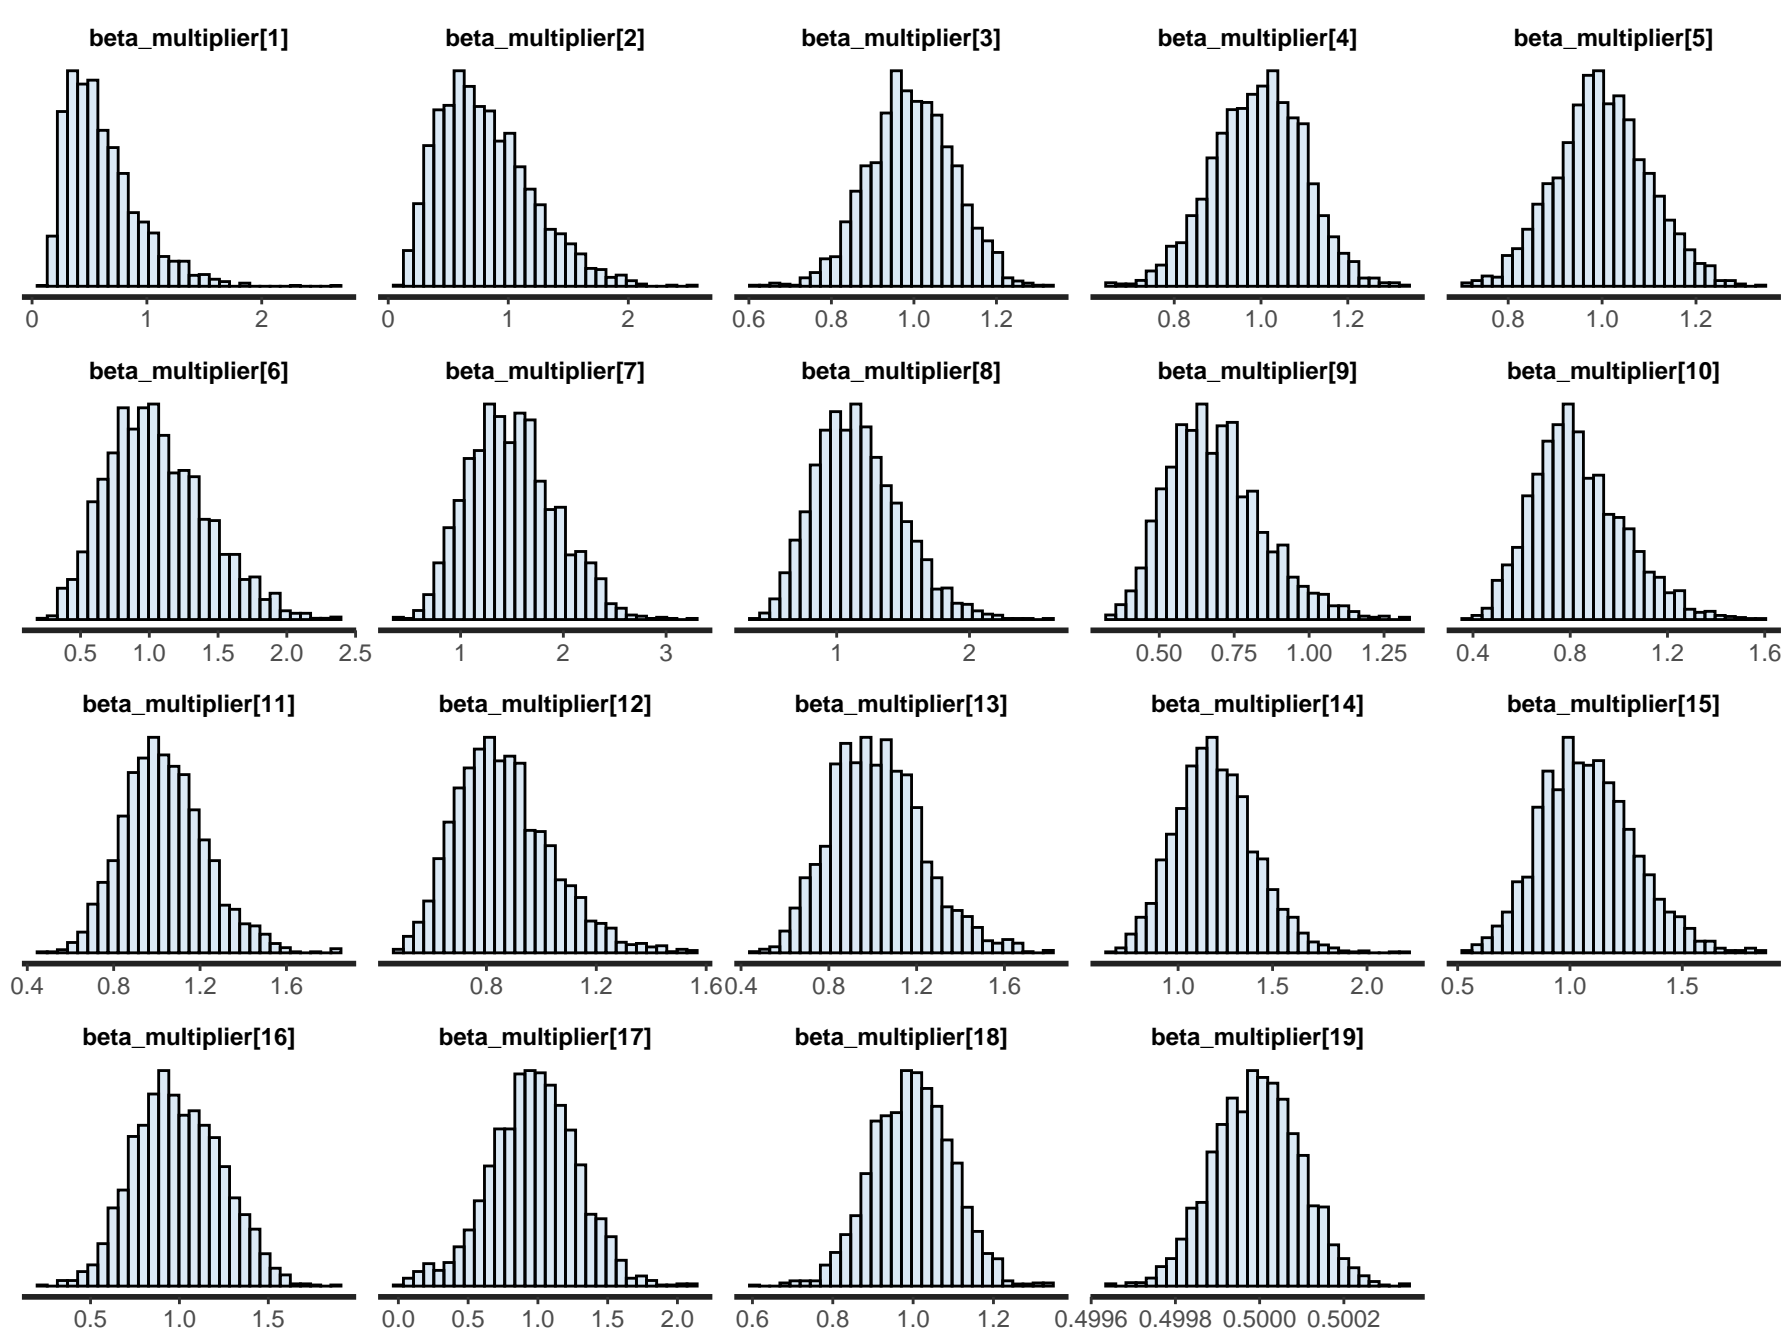 beta_multiplier[1] beta_multiplier[2] beta_multiplier[3] beta_multiplier[4] beta_multiplier[5]
0 1 2 0 1 2 0.6 0.8 1.0 1.2 0.8 1.0 1.2 0.8 1.0 1.2
beta_multiplier[6] beta_multiplier[7] beta_multiplier[8] beta_multiplier[9] beta_multiplier[10]
0.5 1.0 1.5 2.0 2.5 1 2 3 1 2 0.50 0.75 1.00 1.25 0.4 0.8 1.2 1.6
beta_multiplier[11] beta_multiplier[12] beta_multiplier[13] beta_multiplier[14] beta_multiplier[15]
0.4 0.8 1.2 1.6 0.8 1.2 1.6 0.4 0.8 1.2 1.6 1.0 1.5 2.0 0.5 1.0 1.5
beta_multiplier[16] beta_multiplier[17] beta_multiplier[18] beta_multiplier[19]
0.5 1.0 1.5 0.0 0.5 1.0 1.5 2.0 0.6 0.8 1.0 1.2 0.4996 0.4998 0.5000 0.5002